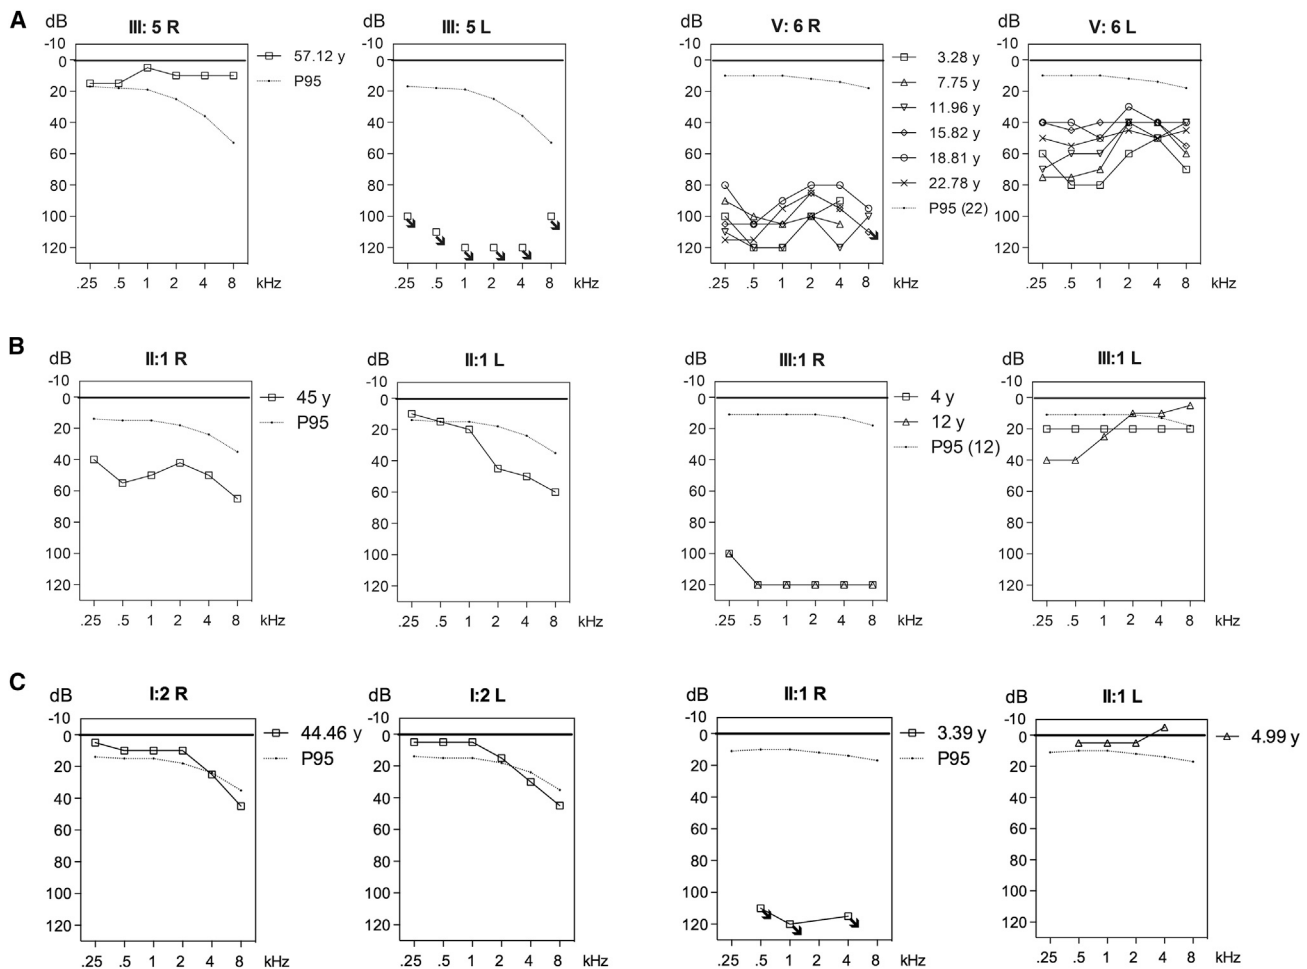 A
III: 5 R
dB
-10
0
20
40
60
80
100
120
.25 .5 1 2 4 8 kHz
57.12 y
P95
III: 5 L
dB
-10
0
20
40
60
80
100
120
.25 .5 1 2 4 8 kHz
V: 6 R
dB
-10
0
20
40
60
80
100
120
.25 .5 1 2 4 8 kHz
3.28 y
7.75 y
11.96 y
15.82 y
18.81 y
22.78 y
P95 (22)
V: 6 L
dB
-10
0
20
40
60
80
100
120
.25 .5 1 2 4 8 kHz
B
II:1 R
dB
-10
0
20
40
60
80
100
120
.25 .5 1 2 4 8 kHz
45 y
P95
II:1 L
dB
-10
0
20
40
60
80
100
120
.25 .5 1 2 4 8 kHz
III:1 R
dB
-10
0
20
40
60
80
100
120
.25 .5 1 2 4 8 kHz
4 y
12 y
P95 (12)
III:1 L
dB
-10
0
20
40
60
80
100
120
.25 .5 1 2 4 8 kHz
C
I:2 R
dB
-10
0
20
40
60
80
100
120
.25 .5 1 2 4 8 kHz
44.46 y
P95
I:2 L
dB
-10
0
20
40
60
80
100
120
.25 .5 1 2 4 8 kHz
II:1 R
dB
-10
0
20
40
60
80
100
120
.25 .5 1 2 4 8 kHz
3.39 y
P95
II:1 L
dB
-10
0
20
40
60
80
100
120
.25 .5 1 2 4 8 kHz
4.99 y